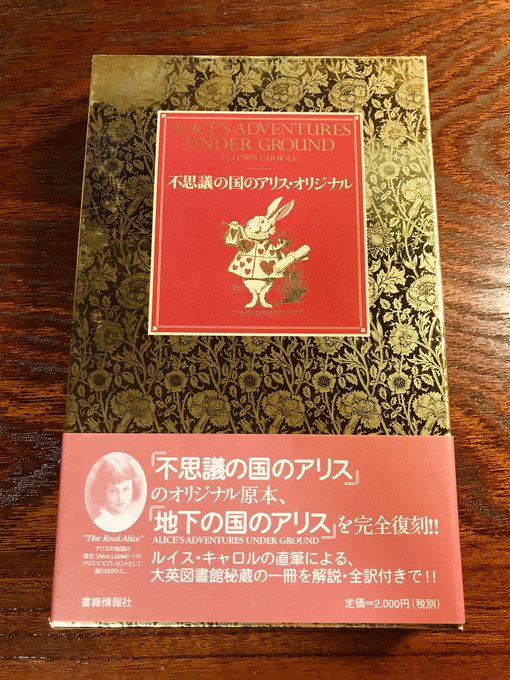 ALICE'S ADVENTURES
UNDER GROUND
by LEWIS CARROLL
不思議の国のアリス・オリジナル
『不思議の国のアリス』
のオリジナル原本、
『地下の国のアリス』を完全復刻!!
ALICE'S ADVENTURES UNDER GROUND
ルイス・キャロルの直筆による、
大英図書館秘蔵の一冊を解説・全訳付きで!!
"The Real Alice"
アリスの物語は
彼女(Alice Liddel)への
クリスマスプレゼントとして
創り出された。
書籍情報社
定価=2,000円(税別)